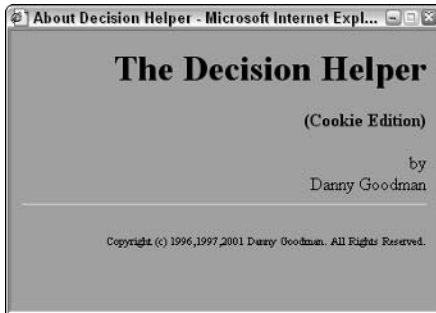 About Decision Helper - Microsoft Internet Expl...
The Decision Helper
(Cookie Edition)
by
Danny Goodman
Copyright (c) 1996,1997,2001 Danny Goodman. All Rights Reserved.